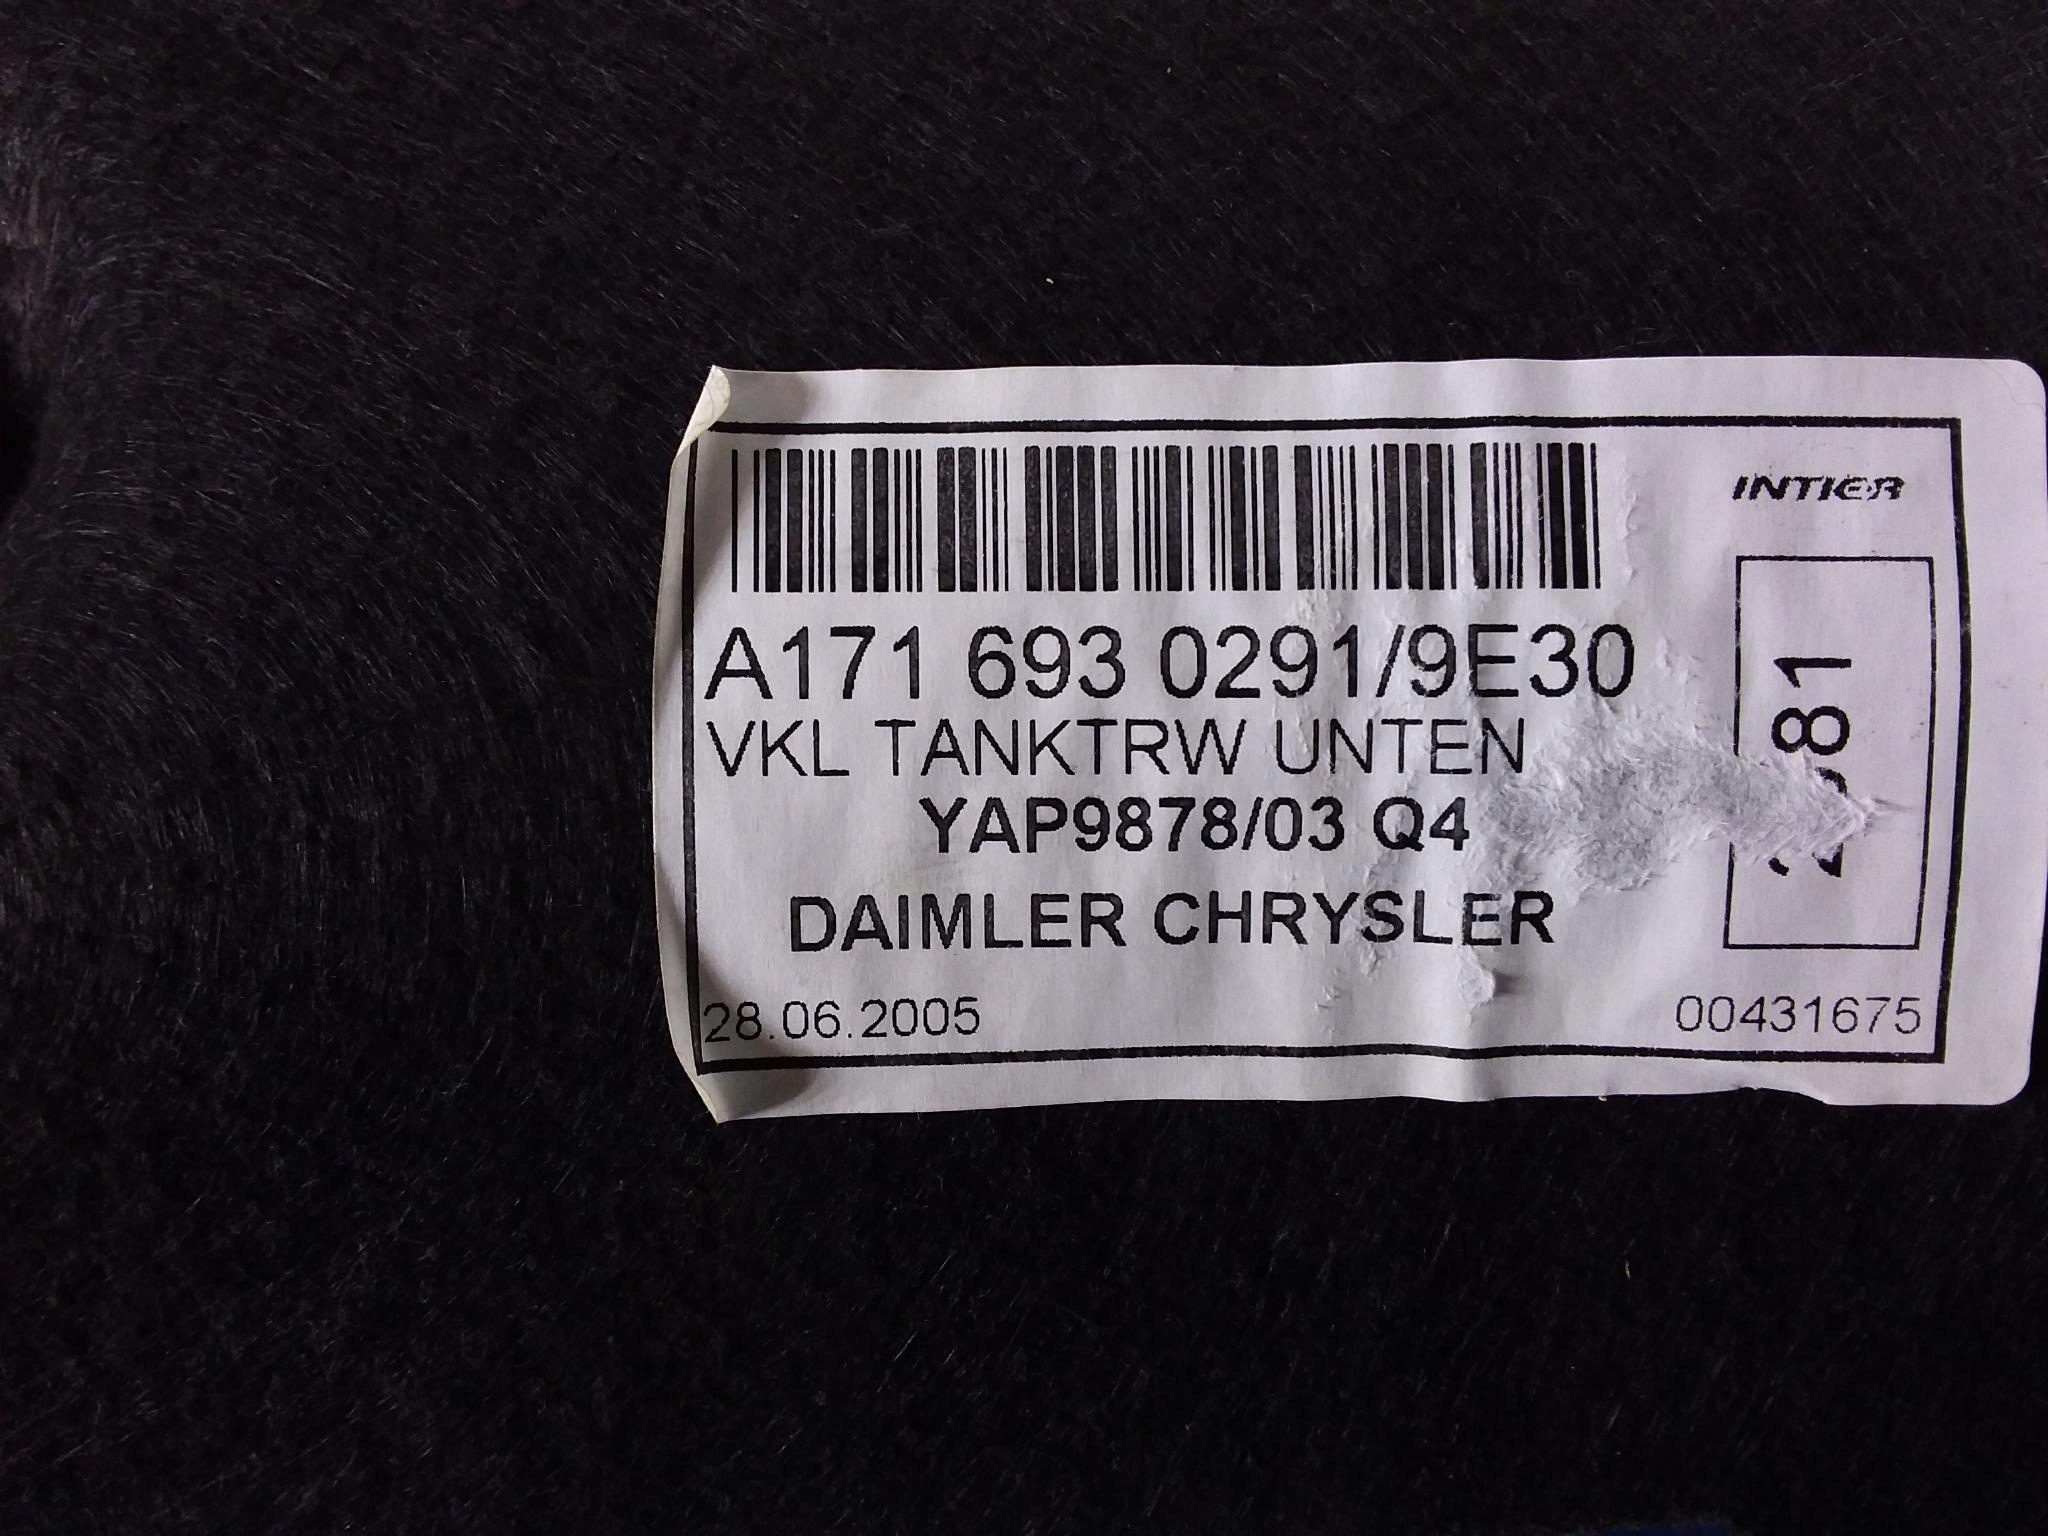 INTIER
A171 693 0291/9E30
VKL TANKTRW UNTEN
YAP9878/03 Q4
DAIMLER CHRYSLER
28.06.2005
00431675